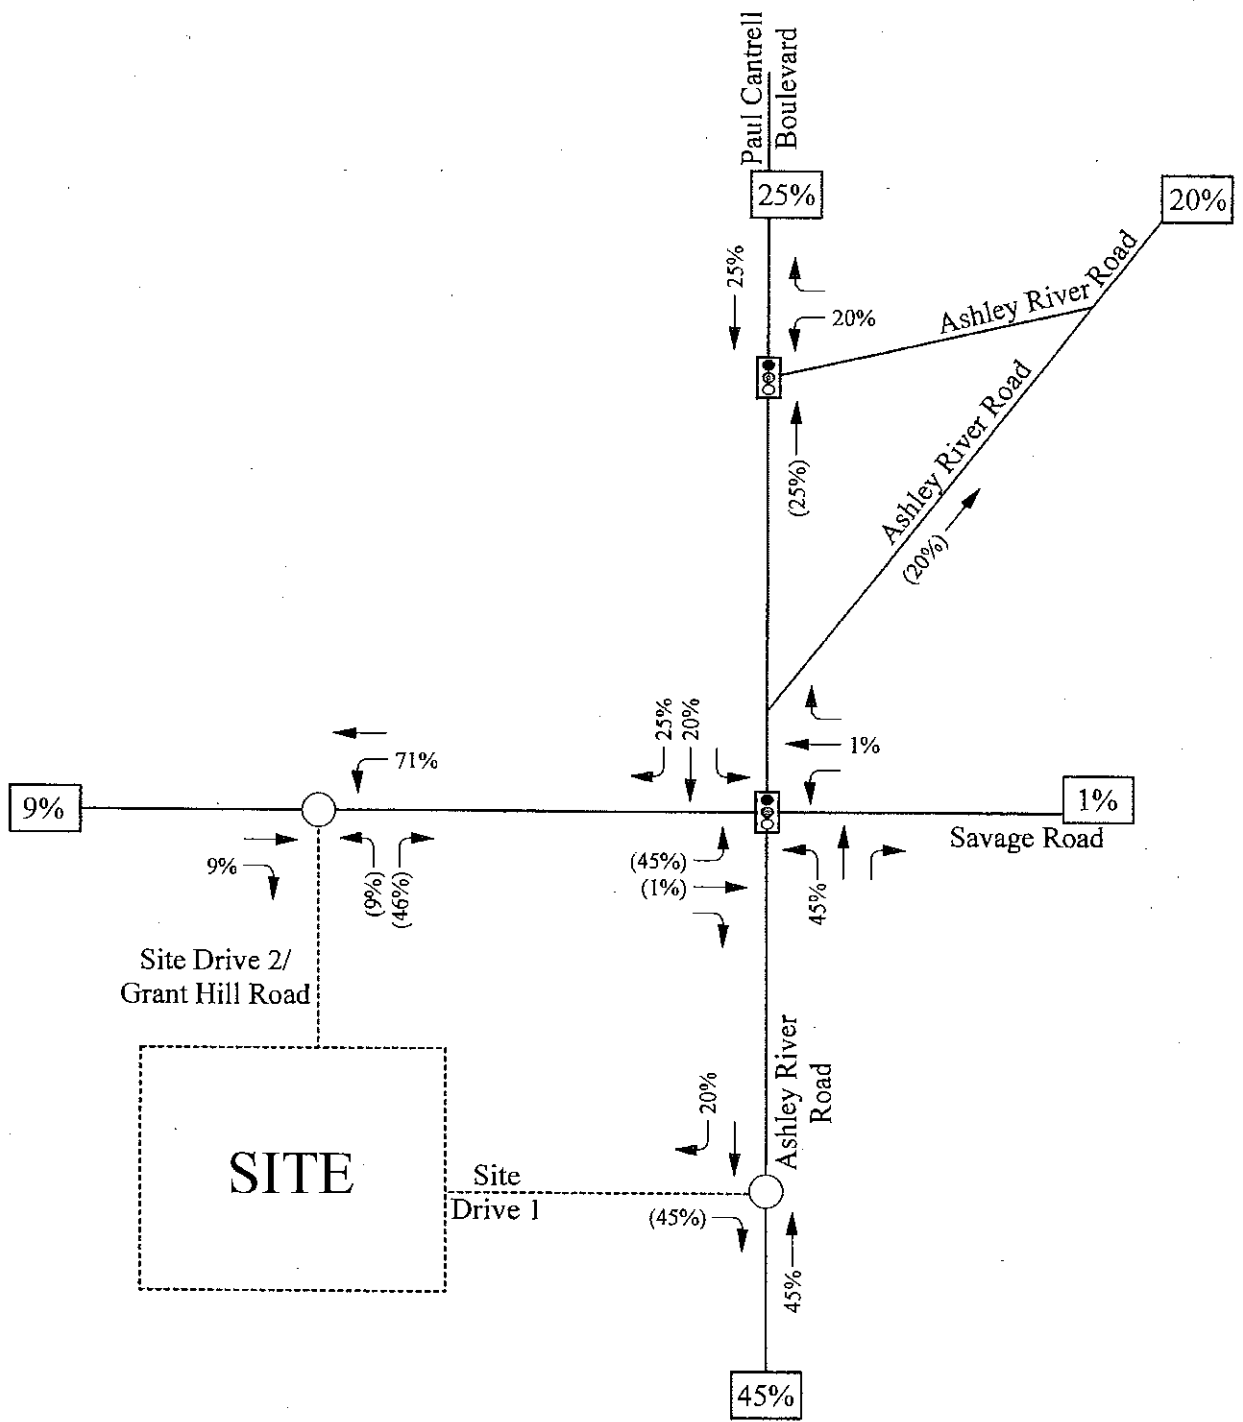 Paul Cantrell
Boulevard
25%
20%
25%
20%
Ashley River Road
Ashley River Road
(25%)
(20%)
25%
20%
1%
71%
9%
1%
Savage Road
9%
(9%)
(46%)
(45%)
(1%)
45%
Site Drive 2/
Grant Hill Road
Ashley River
Road
20%
SITE
Site
Drive 1
(45%)
45%
45%